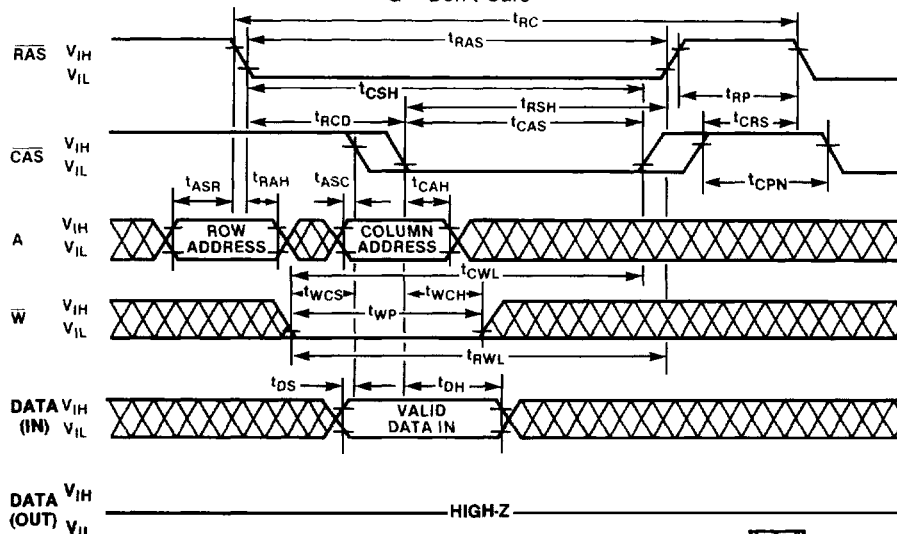 tRC
RAS VIH
VIL
tRAS
tCSH
tRSH
tRP
tRCD
tCAS
tCRS
CAS VIH
VIL
tCPN
tASR
tRAH
tASC
tCAH
A VIH
VIL
ROW
ADDRESS
COLUMN
ADDRESS
tCWL
tWCS
tWCH
W VIH
VIL
tWP
tRWL
tDS
tDH
DATA
(IN)
VIH
VIL
VALID
DATA IN
DATA
(OUT)
VIH
VIL
HIGH-Z